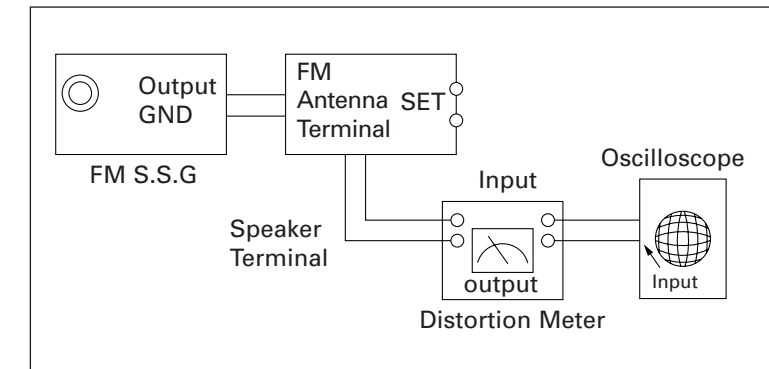 Output
GND
FM S.S.G
FM
Antenna
Terminal
SET
Speaker
Terminal
Input
output
Distortion Meter
Oscilloscope
Input